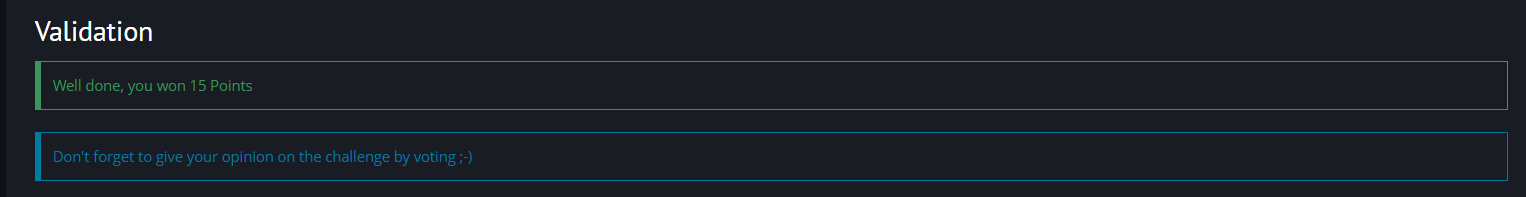 Validation
Well done, you won 15 Points
Don't forget to give your opinion on the challenge by voting ;-)